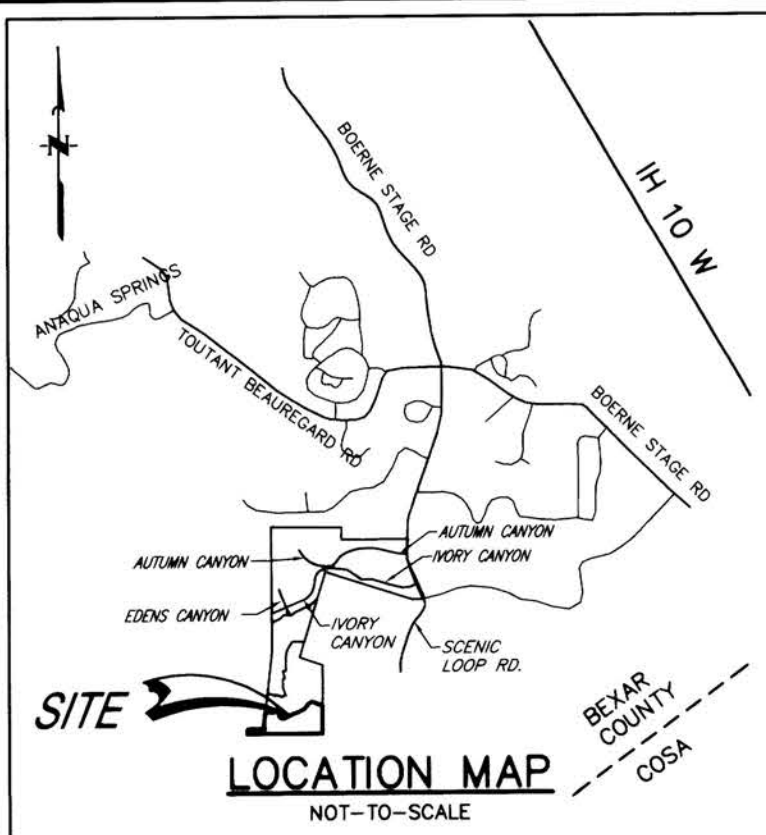 N
BOERNE STAGE RD
IH 10 W
ANAQUA SPRINGS
TOUTANT BEAUREGARD RD
BOERNE STAGE RD
AUTUMN CANYON
IVORY CANYON
AUTUMN CANYON
EDENS CANYON
IVORY
CANYON
SCENIC
LOOP RD.
SITE
BEXAR
COUNTY
COSA
LOCATION MAP
NOT-TO-SCALE